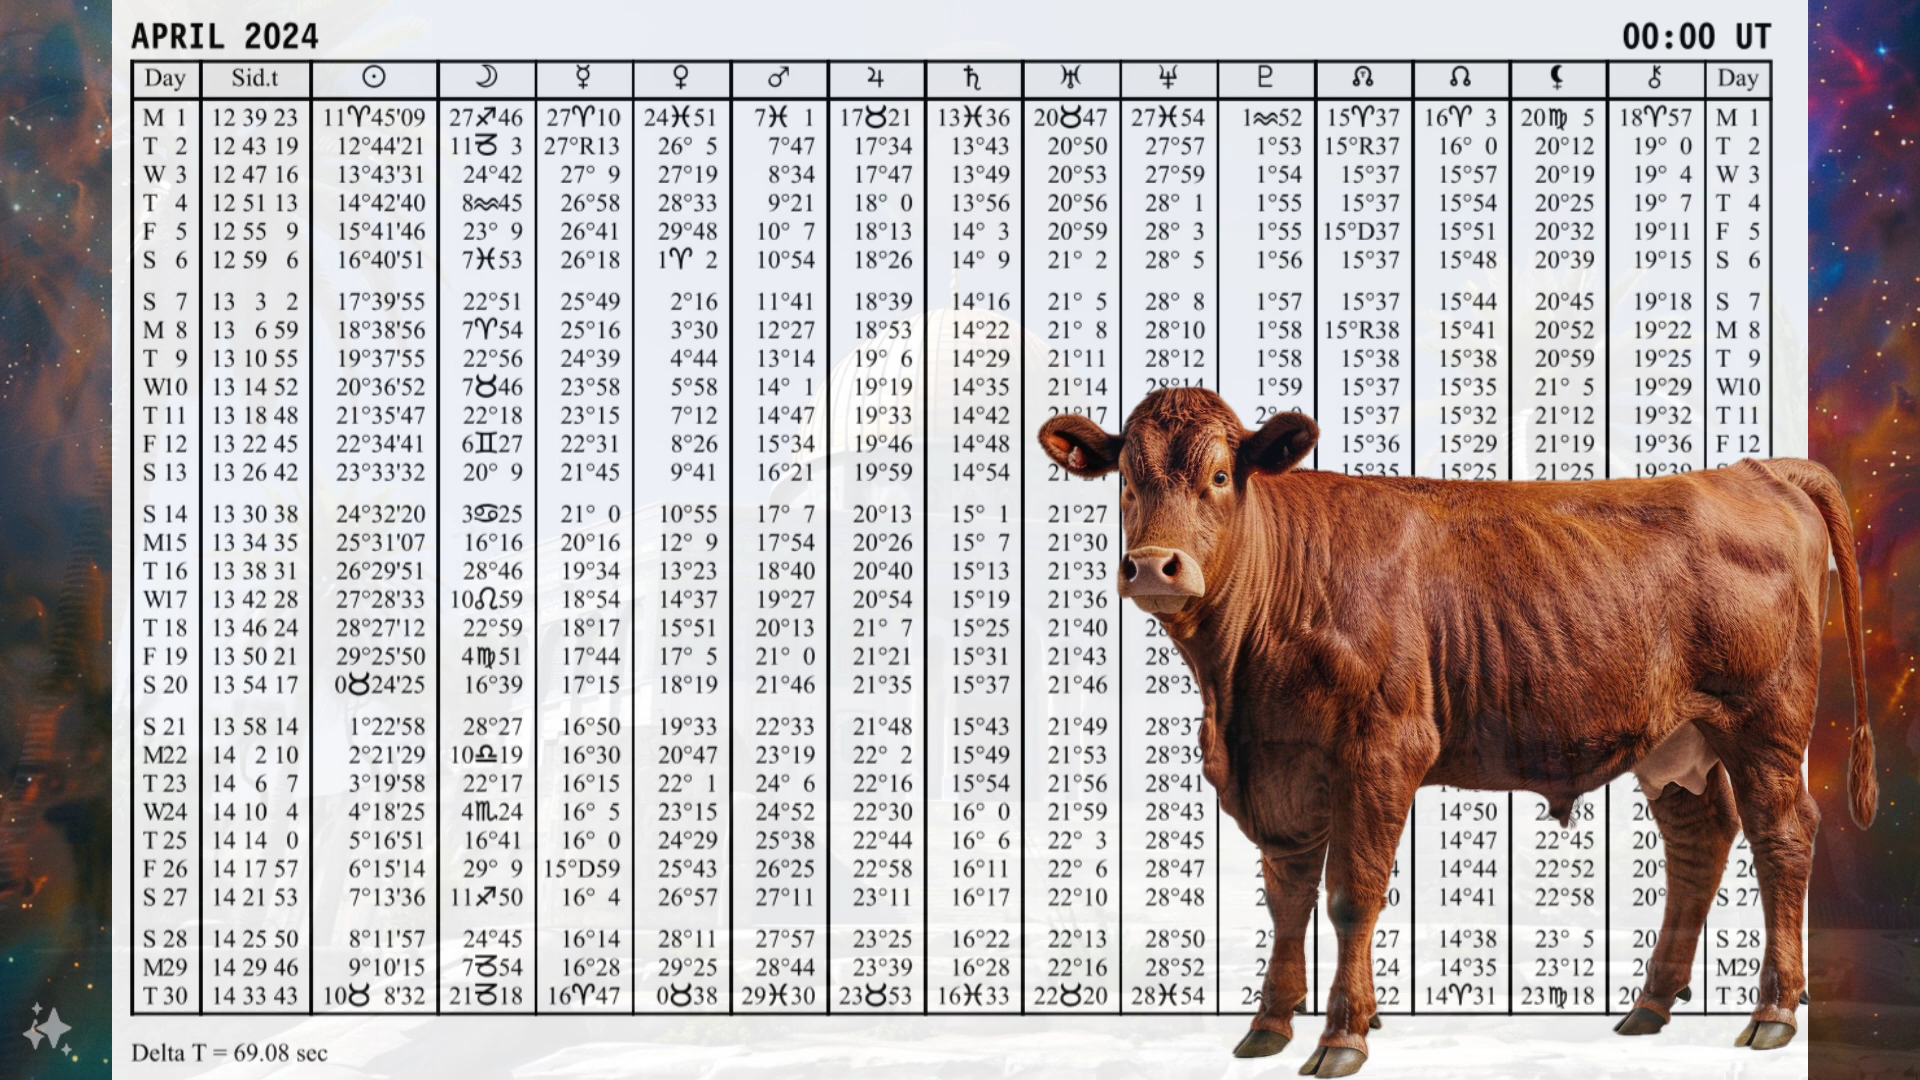 APRIL 2024 00:00 UT
Day Sid.t ☉ ☽ ☿ ♀ ♂ ♃ ♄ ♅ ♆ ♇ ☊ ☊ ⚸ ⚷ Day
M 1 12 39 23 11♈45'09 27♐46 27♈10 24♓51 7♓ 1 17♉21 13♓36 20♉47 27♓54 1♒52 15♈37 16♈ 3 20♍ 5 18♈57 M 1
T 2 12 43 19 12°44'21 11♑ 3 27°R13 26° 5 7°47 17°34 13°43 20°50 27°57 1°53 15°R37 16° 0 20°12 19° 0 T 2
W 3 12 47 16 13°43'31 24°42 27° 9 27°19 8°34 17°47 13°49 20°53 27°59 1°54 15°37 15°57 20°19 19° 4 W 3
T 4 12 51 13 14°42'40 8♒45 26°58 28°33 9°21 18° 0 13°56 20°56 28° 1 1°55 15°37 15°54 20°25 19° 7 T 4
F 5 12 55 9 15°41'46 23° 9 26°41 29°48 10° 7 18°13 14° 3 20°59 28° 3 1°55 15°D37 15°51 20°32 19°11 F 5
S 6 12 59 6 16°40'51 7♓53 26°18 1♈ 2 10°54 18°26 14° 9 21° 2 28° 5 1°56 15°37 15°48 20°39 19°15 S 6
S 7 13 3 2 17°39'55 22°51 25°49 2°16 11°41 18°39 14°16 21° 5 28° 8 1°57 15°37 15°44 20°45 19°18 S 7
M 8 13 6 59 18°38'56 7♈54 25°16 3°30 12°27 18°53 14°22 21° 8 28°10 1°58 15°R38 15°41 20°52 19°22 M 8
T 9 13 10 55 19°37'55 22°56 24°39 4°44 13°14 19° 6 14°29 21°11 28°12 1°58 15°38 15°38 20°59 19°25 T 9
W10 13 14 52 20°36'52 7♉46 23°58 5°58 14° 1 19°19 14°35 21°14 28°14 1°59 15°37 15°35 21° 5 19°29 W10
T 11 13 18 48 21°35'47 22°18 23°15 7°12 14°47 19°33 14°42 21°17 15°37 15°32 21°12 19°32 T 11
F 12 13 22 45 22°34'41 6♊27 22°31 8°26 15°34 19°46 14°48 15°36 15°29 21°19 19°36 F 12
S 13 13 26 42 23°33'32 20° 9 21°45 9°41 16°21 19°59 14°54 15°35 15°25 21°25 19°39
S 14 13 30 38 24°32'20 3♋25 21° 0 10°55 17° 7 20°13 15° 1 21°27
M15 13 34 35 25°31'07 16°16 20°16 12° 9 17°54 20°26 15° 7 21°30
T 16 13 38 31 26°29'51 28°46 19°34 13°23 18°40 20°40 15°13 21°33
W17 13 42 28 27°28'33 10♌59 18°54 14°37 19°27 20°54 15°19 21°36
T 18 13 46 24 28°27'12 22°59 18°17 15°51 20°13 21° 7 15°25 21°40
F 19 13 50 21 29°25'50 4♍51 17°44 17° 5 21° 0 21°21 15°31 21°43
S 20 13 54 17 0♉24'25 16°39 17°15 18°19 21°46 21°35 15°37 21°46
S 21 13 58 14 1°22'58 28°27 16°50 19°33 22°33 21°48 15°43 21°49 28°37
M22 14 2 10 2°21'29 10♎19 16°30 20°47 23°19 22° 2 15°49 21°53 28°39
T 23 14 6 7 3°19'58 22°17 16°15 22° 1 24° 6 22°16 15°54 21°56 28°41
W24 14 10 4 4°18'25 4♏24 16° 5 23°15 24°52 22°30 16° 0 21°59 28°43 14°50
T 25 14 14 0 5°16'51 16°41 16° 0 24°29 25°38 22°44 16° 6 22° 3 28°45 14°47 22°45
F 26 14 17 57 6°15'14 29° 9 15°D59 25°43 26°25 22°58 16°11 22° 6 28°47 14°44 22°52
S 27 14 21 53 7°13'36 11♐50 16° 4 26°57 27°11 23°11 16°17 22°10 28°48 14°41 22°58 S 27
S 28 14 25 50 8°11'57 24°45 16°14 28°11 27°57 23°25 16°22 22°13 28°50 14°38 23° 5 S 28
M29 14 29 46 9°10'15 7♑54 16°28 29°25 28°44 23°39 16°28 22°16 28°52 14°35 23°12 M29
T 30 14 33 43 10♉ 8'32 21♑18 16♈47 0♉38 29♓30 23♉53 16♓33 22♉20 28♓54 14♈31 23♍18 T 30
Delta T = 69.08 sec